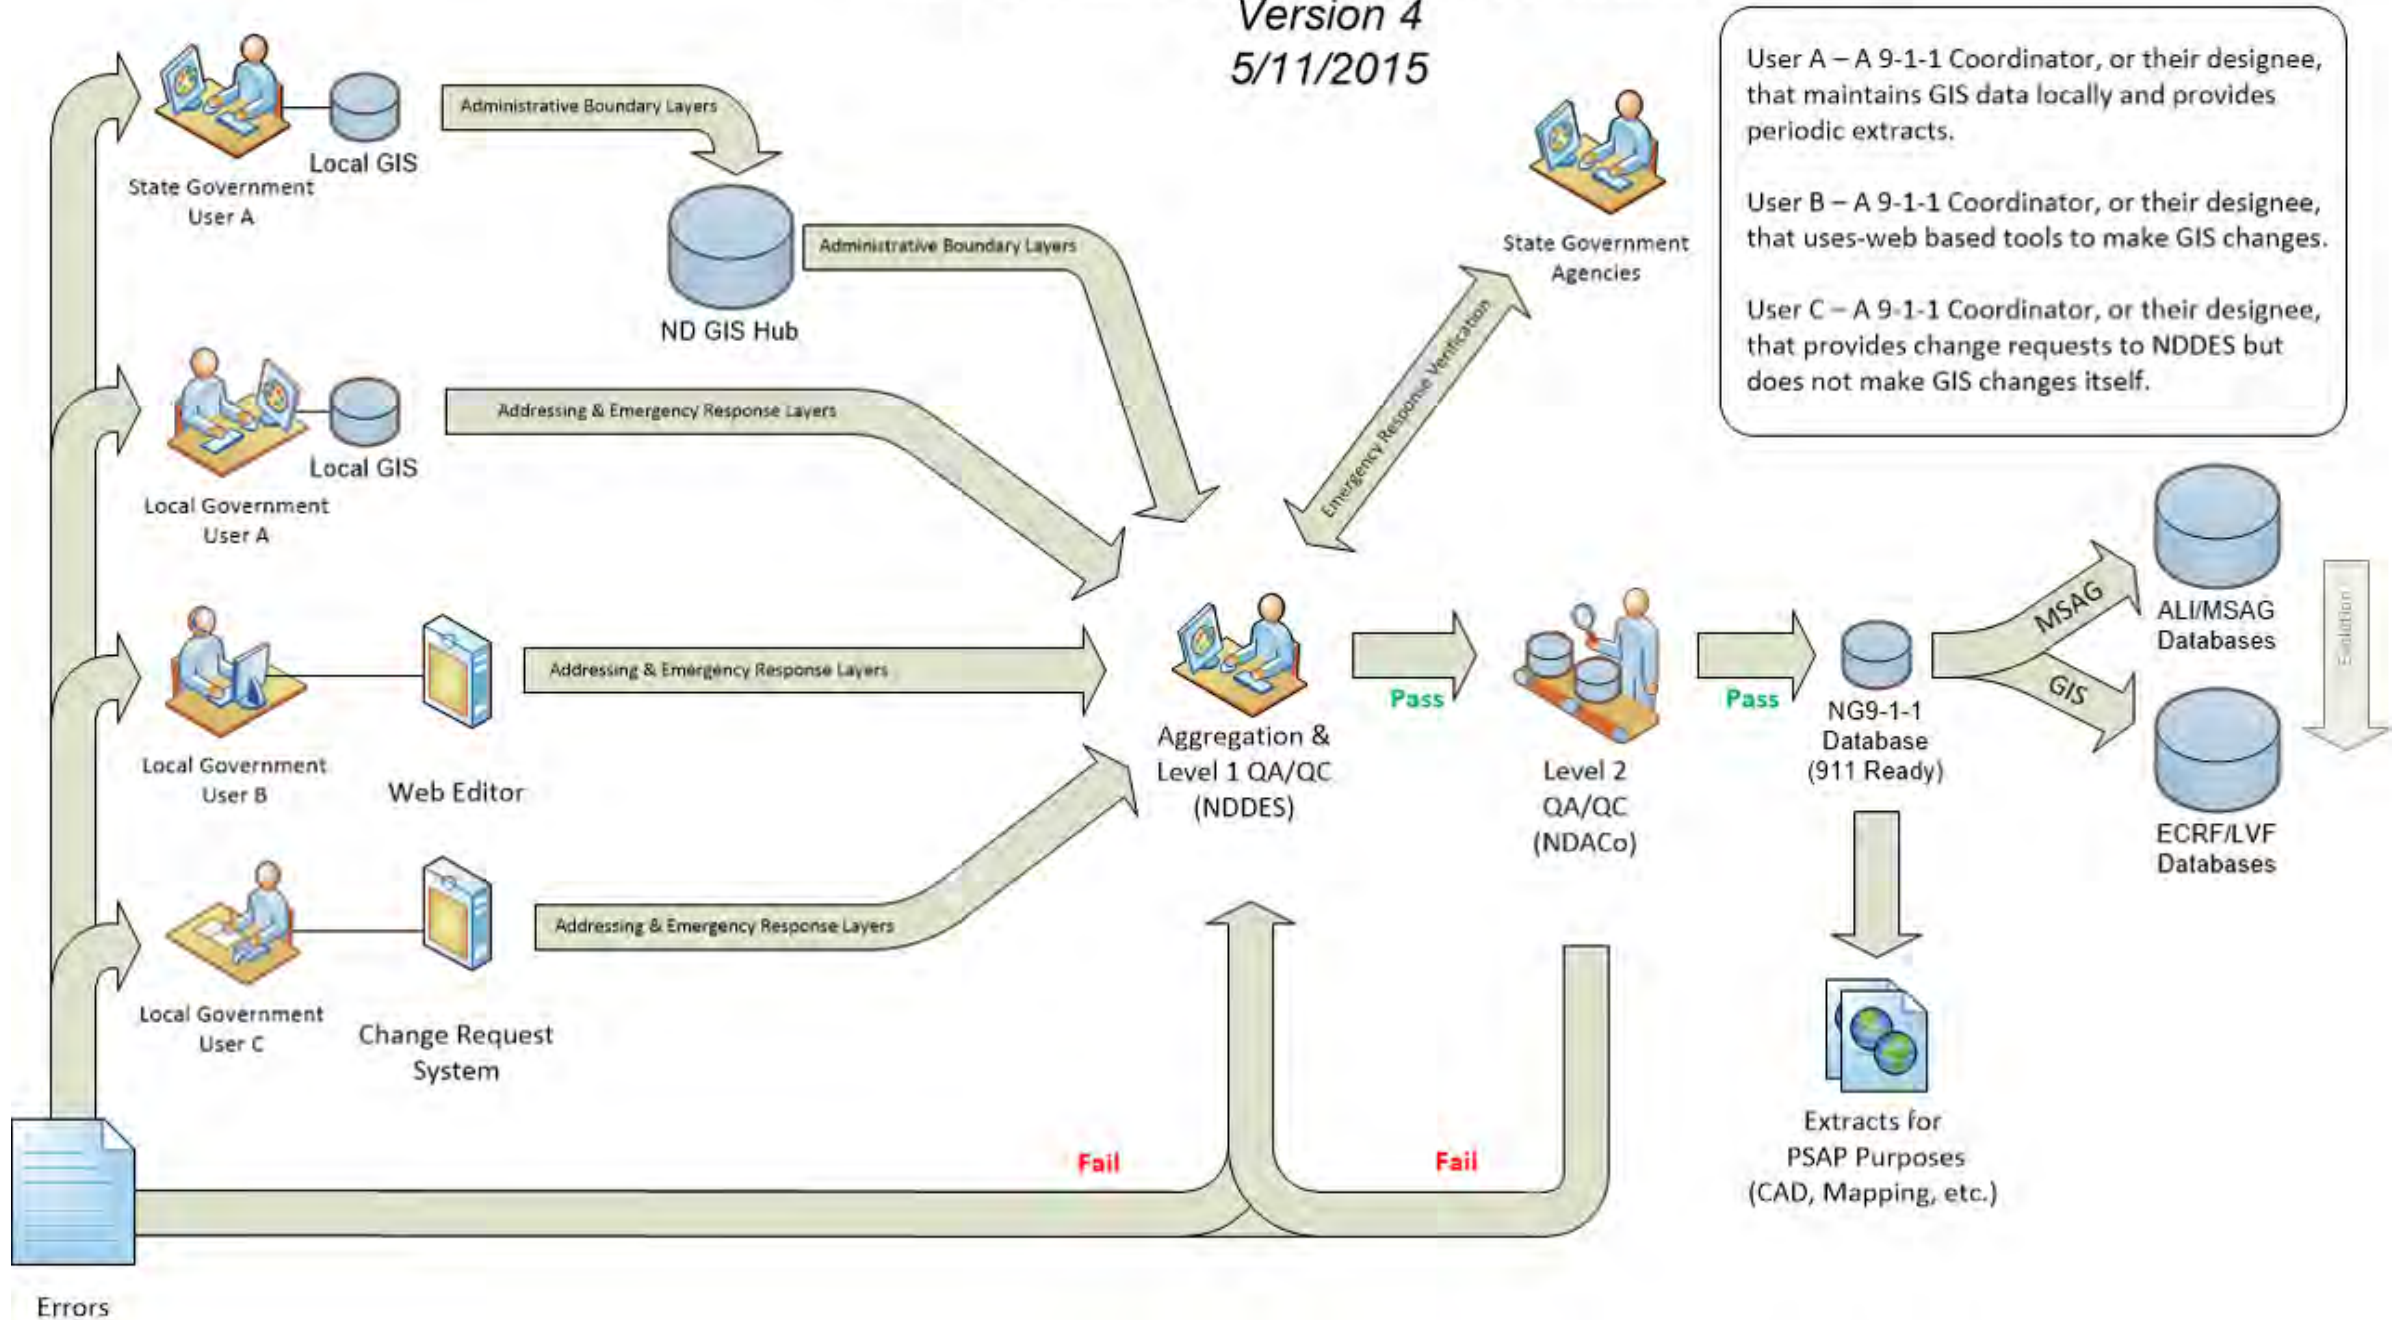 Version 4
5/11/2015
User A – A 9-1-1 Coordinator, or their designee,
that maintains GIS data locally and provides
periodic extracts.
User B – A 9-1-1 Coordinator, or their designee,
that uses-web based tools to make GIS changes.
User C – A 9-1-1 Coordinator, or their designee,
that provides change requests to NDDES but
does not make GIS changes itself.
Administrative Boundary Layers
Local GIS
State Government
User A
Administrative Boundary Layers
ND GIS Hub
State Government
Agencies
Emergency Response Verification
Addressing & Emergency Response Layers
Local GIS
Local Government
User A
Addressing & Emergency Response Layers
Local Government
User B
Web Editor
Aggregation &
Level 1 QA/QC
(NDDES)
Pass
Level 2
QA/QC
(NDACo)
Pass
NG9-1-1
Database
(911 Ready)
MSAG
GIS
ALI/MSAG
Databases
Evolution
ECRF/LVF
Databases
Addressing & Emergency Response Layers
Local Government
User C
Change Request
System
Extracts for
PSAP Purposes
(CAD, Mapping, etc.)
Fail
Fail
Errors